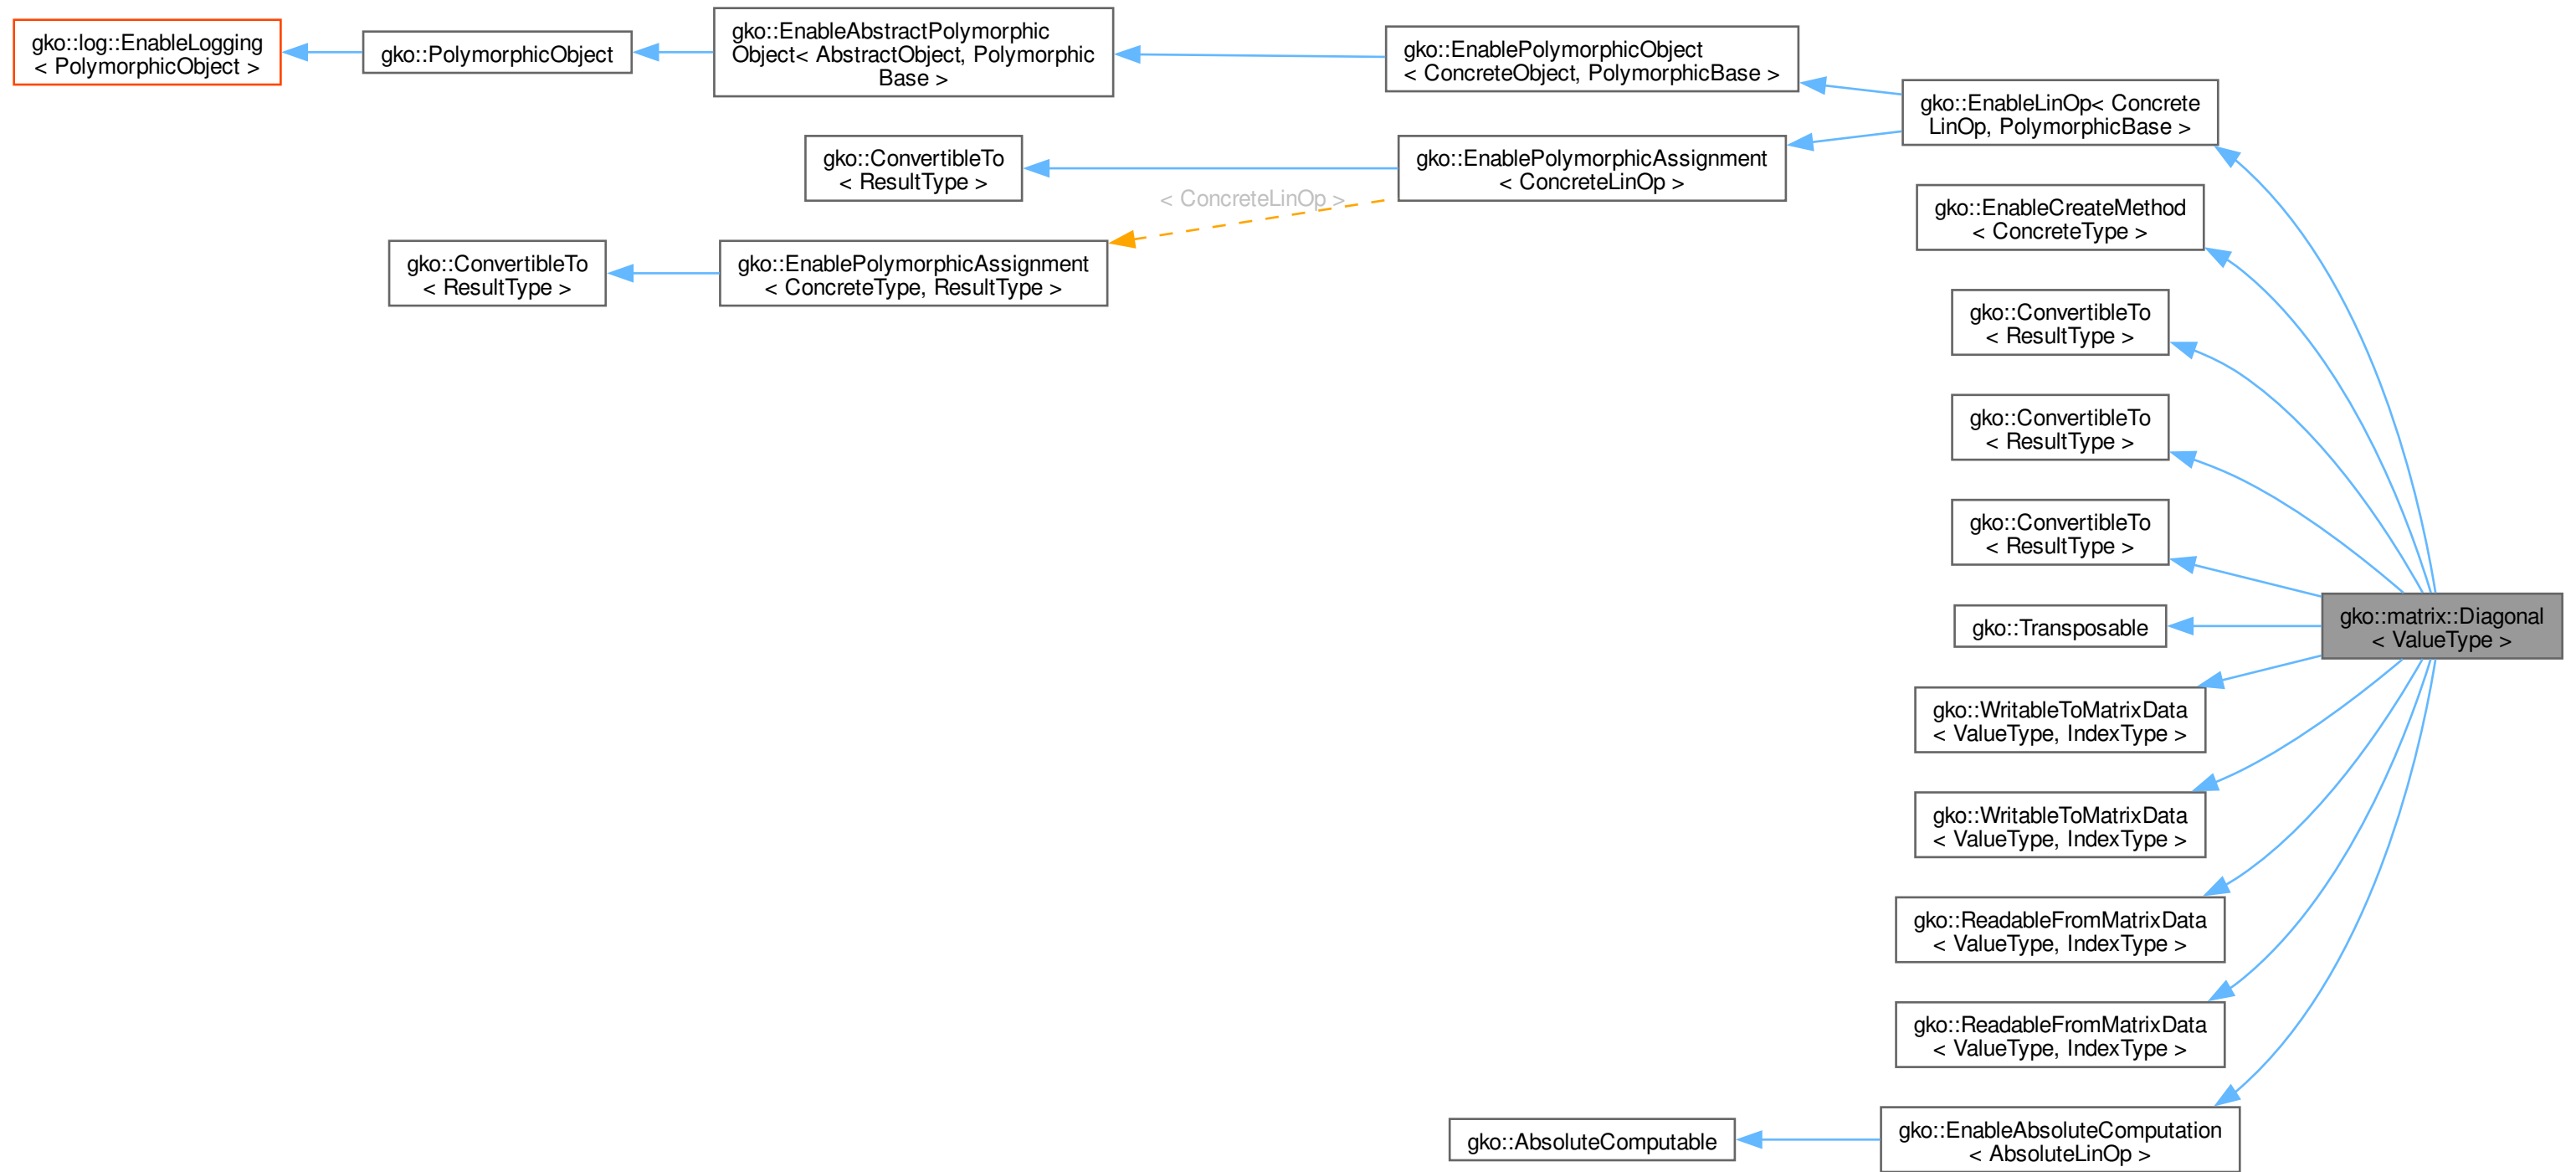 gko::log::EnableLogging
< PolymorphicObject >
gko::PolymorphicObject
gko::EnableAbstractPolymorphic
Object< AbstractObject, Polymorphic
Base >
gko::EnablePolymorphicObject
< ConcreteObject, PolymorphicBase >
gko::EnableLinOp< Concrete
LinOp, PolymorphicBase >
gko::ConvertibleTo
< ResultType >
gko::EnablePolymorphicAssignment
< ConcreteLinOp >
< ConcreteLinOp >
gko::ConvertibleTo
< ResultType >
gko::EnablePolymorphicAssignment
< ConcreteType, ResultType >
gko::EnableCreateMethod
< ConcreteType >
gko::ConvertibleTo
< ResultType >
gko::ConvertibleTo
< ResultType >
gko::ConvertibleTo
< ResultType >
gko::matrix::Diagonal
< ValueType >
gko::Transposable
gko::WritableToMatrixData
< ValueType, IndexType >
gko::WritableToMatrixData
< ValueType, IndexType >
gko::ReadableFromMatrixData
< ValueType, IndexType >
gko::ReadableFromMatrixData
< ValueType, IndexType >
gko::AbsoluteComputable
gko::EnableAbsoluteComputation
< AbsoluteLinOp >